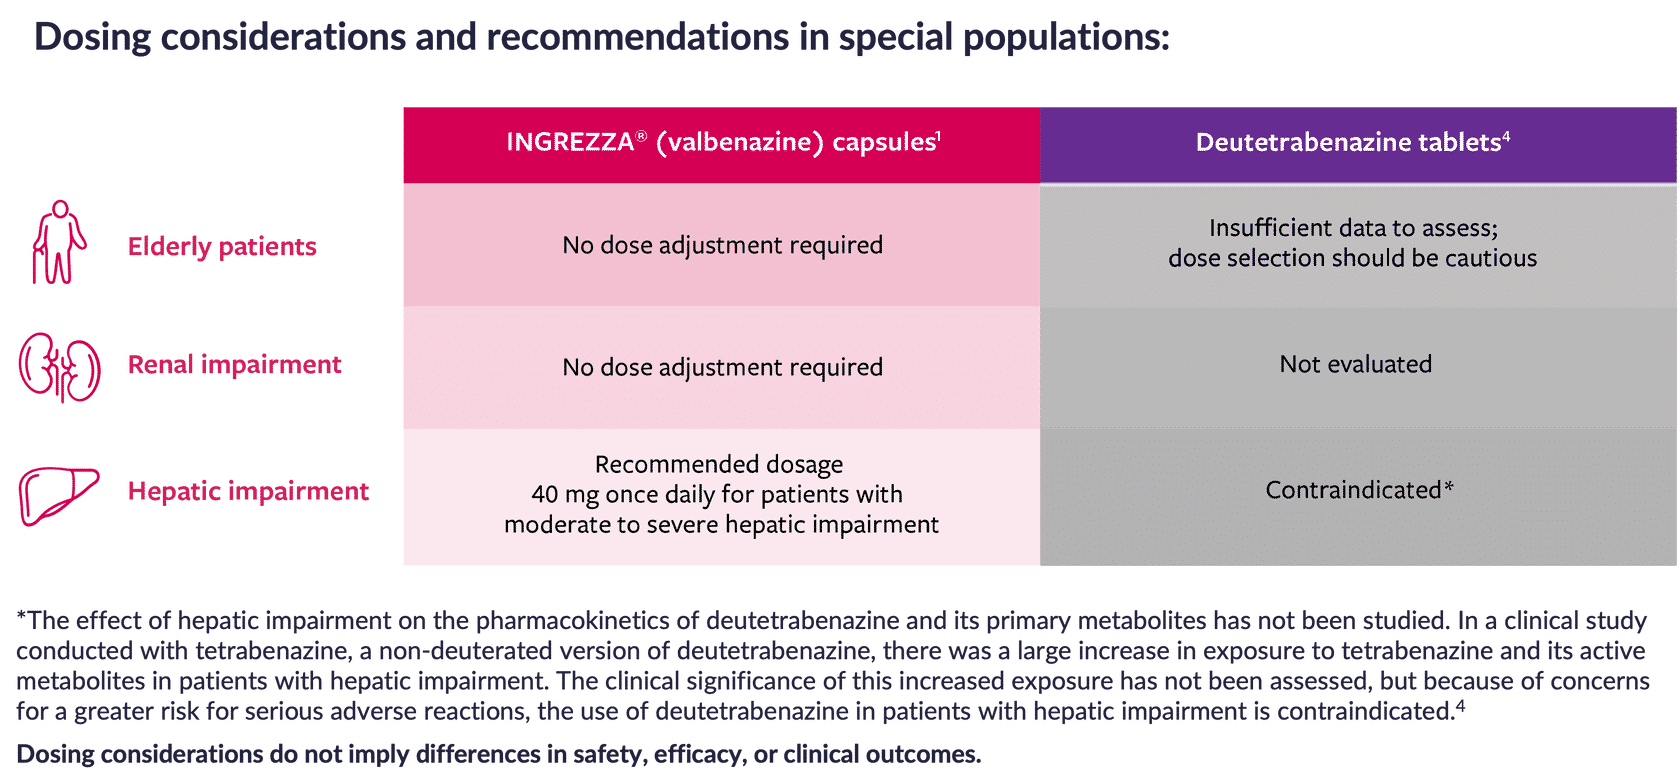 Dosing considerations and recommendations in special populations:
INGREZZA® (valbenazine) capsules¹
Deutetrabenazine tablets⁴
Elderly patients
No dose adjustment required
Insufficient data to assess;
dose selection should be cautious
Renal impairment
No dose adjustment required
Not evaluated
Hepatic impairment
Recommended dosage
40 mg once daily for patients with
moderate to severe hepatic impairment
Contraindicated*
*The effect of hepatic impairment on the pharmacokinetics of deutetrabenazine and its primary metabolites has not been studied. In a clinical study
conducted with tetrabenazine, a non-deuterated version of deutetrabenazine, there was a large increase in exposure to tetrabenazine and its active
metabolites in patients with hepatic impairment. The clinical significance of this increased exposure has not been assessed, but because of concerns
for a greater risk for serious adverse reactions, the use of deutetrabenazine in patients with hepatic impairment is contraindicated.⁴
Dosing considerations do not imply differences in safety, efficacy, or clinical outcomes.